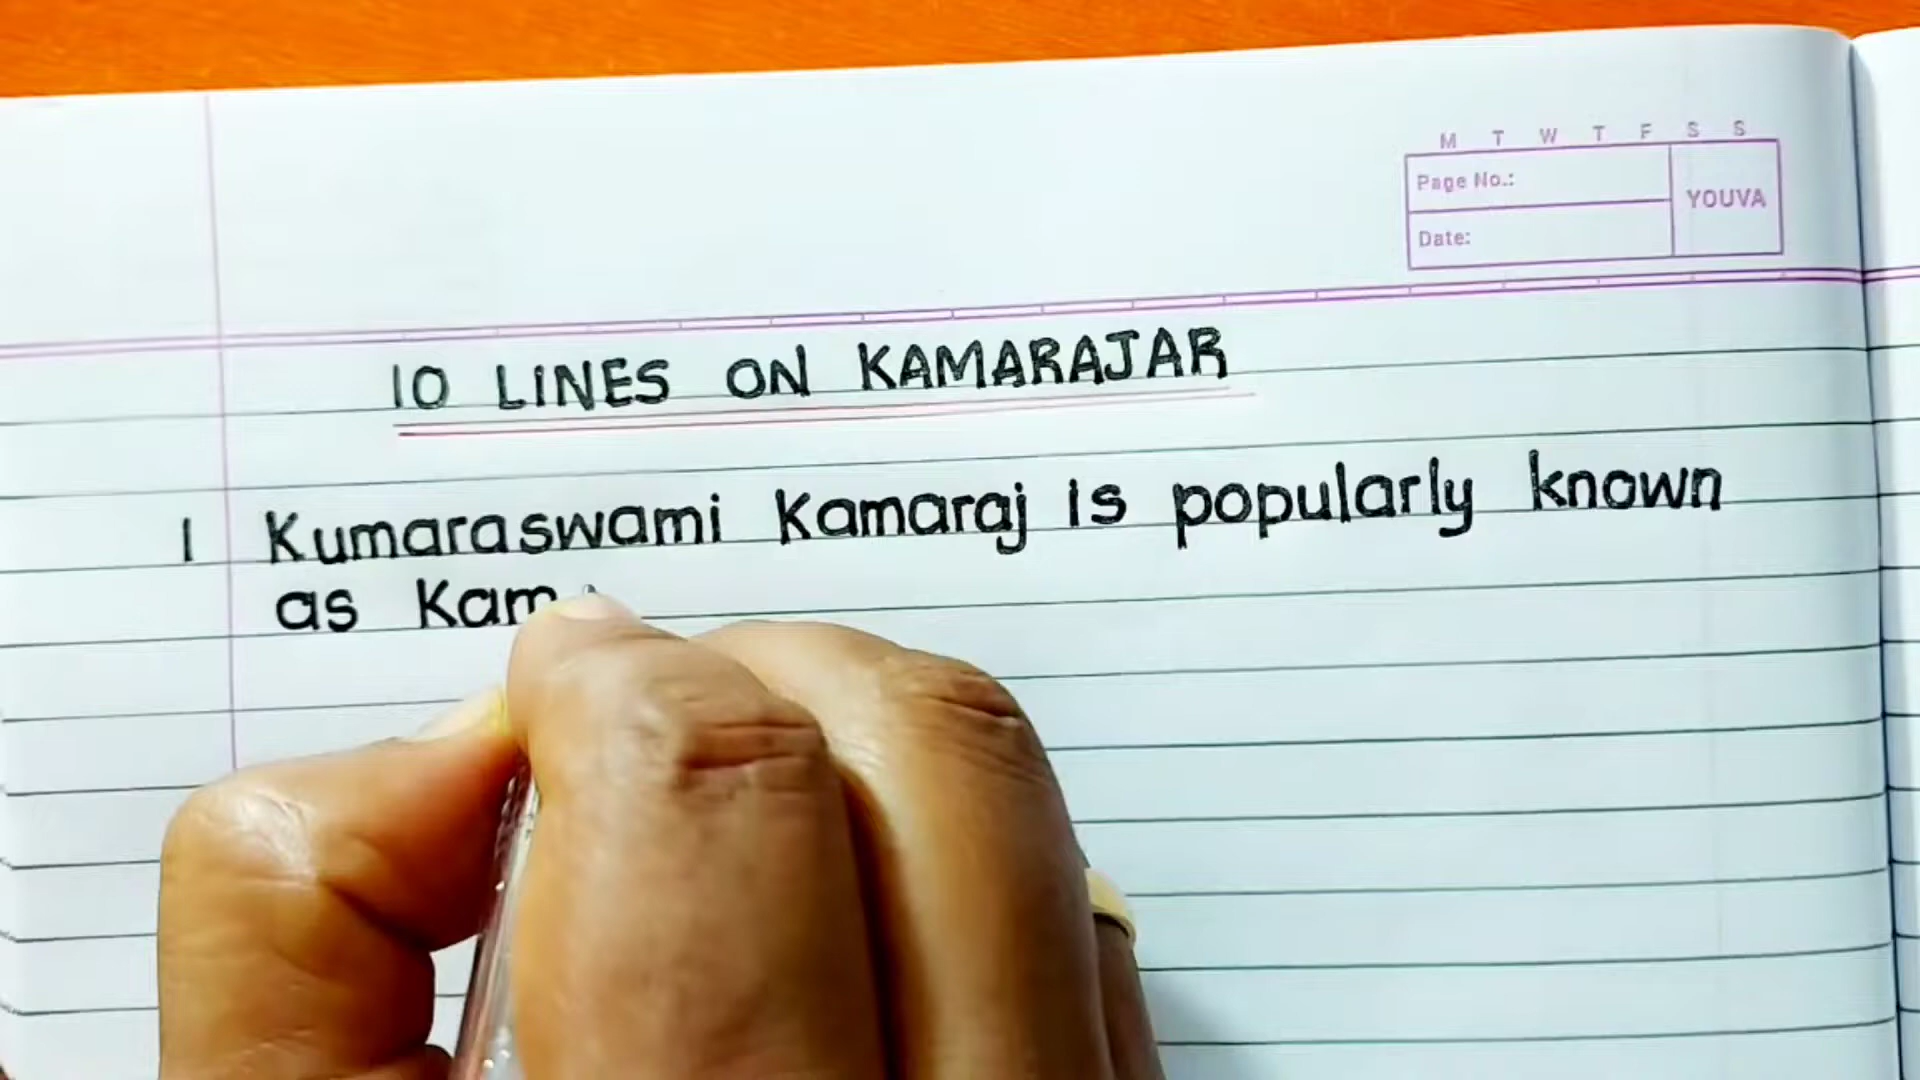 M T W T F S S
Page No.:
YOUVA
Date:
10 LINES ON KAMARAJAR
1 Kumaraswami Kamaraj is popularly known
as Kam